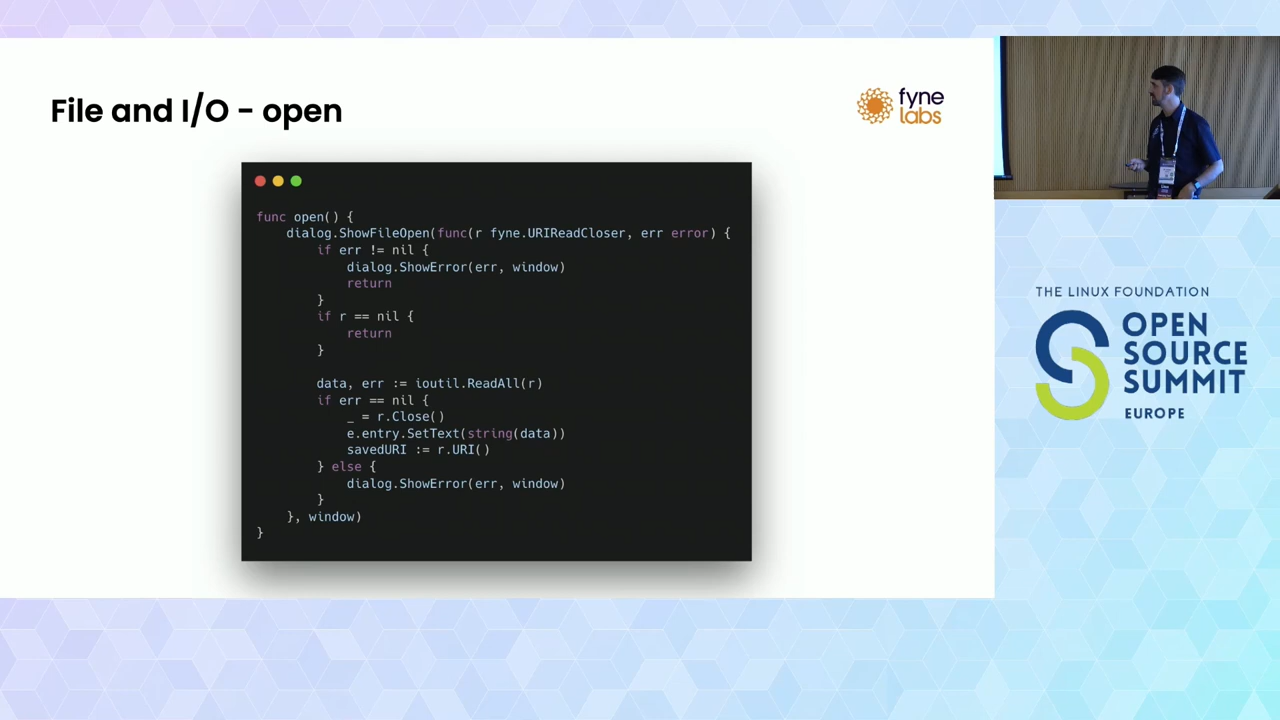 File and I/O - open
fyne
labs
func open() {
    dialog.ShowFileOpen(func(r fyne.URIReadCloser, err error) {
        if err != nil {
            dialog.ShowError(err, window)
            return
        }
        if r == nil {
            return
        }

        data, err := ioutil.ReadAll(r)
        if err == nil {
            _ = r.Close()
            e.entry.SetText(string(data))
            savedURI := r.URI()
        } else {
            dialog.ShowError(err, window)
        }
    }, window)
}
THE LINUX FOUNDATION
OPEN
SOURCE
SUMMIT
EUROPE